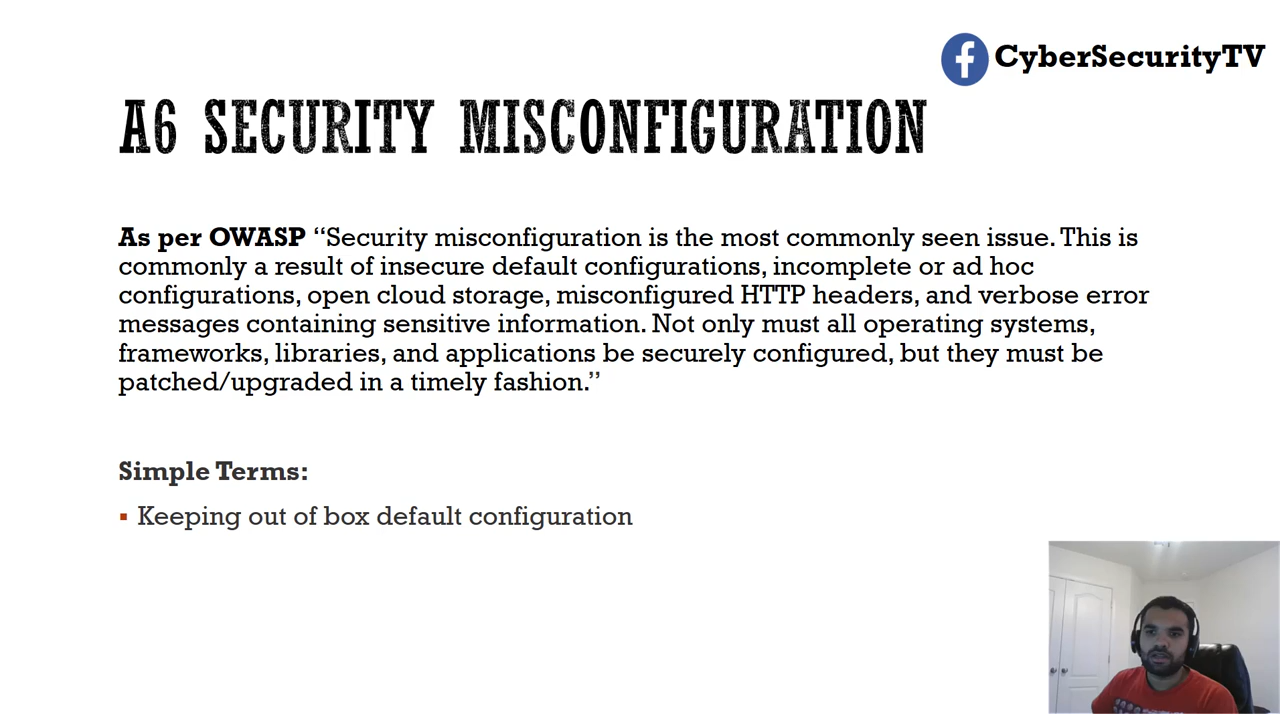 CyberSecurityTV
A6 SECURITY MISCONFIGURATION
As per OWASP “Security misconfiguration is the most commonly seen issue. This is
commonly a result of insecure default configurations, incomplete or ad hoc
configurations, open cloud storage, misconfigured HTTP headers, and verbose error
messages containing sensitive information. Not only must all operating systems,
frameworks, libraries, and applications be securely configured, but they must be
patched/upgraded in a timely fashion.”
Simple Terms:
▪ Keeping out of box default configuration